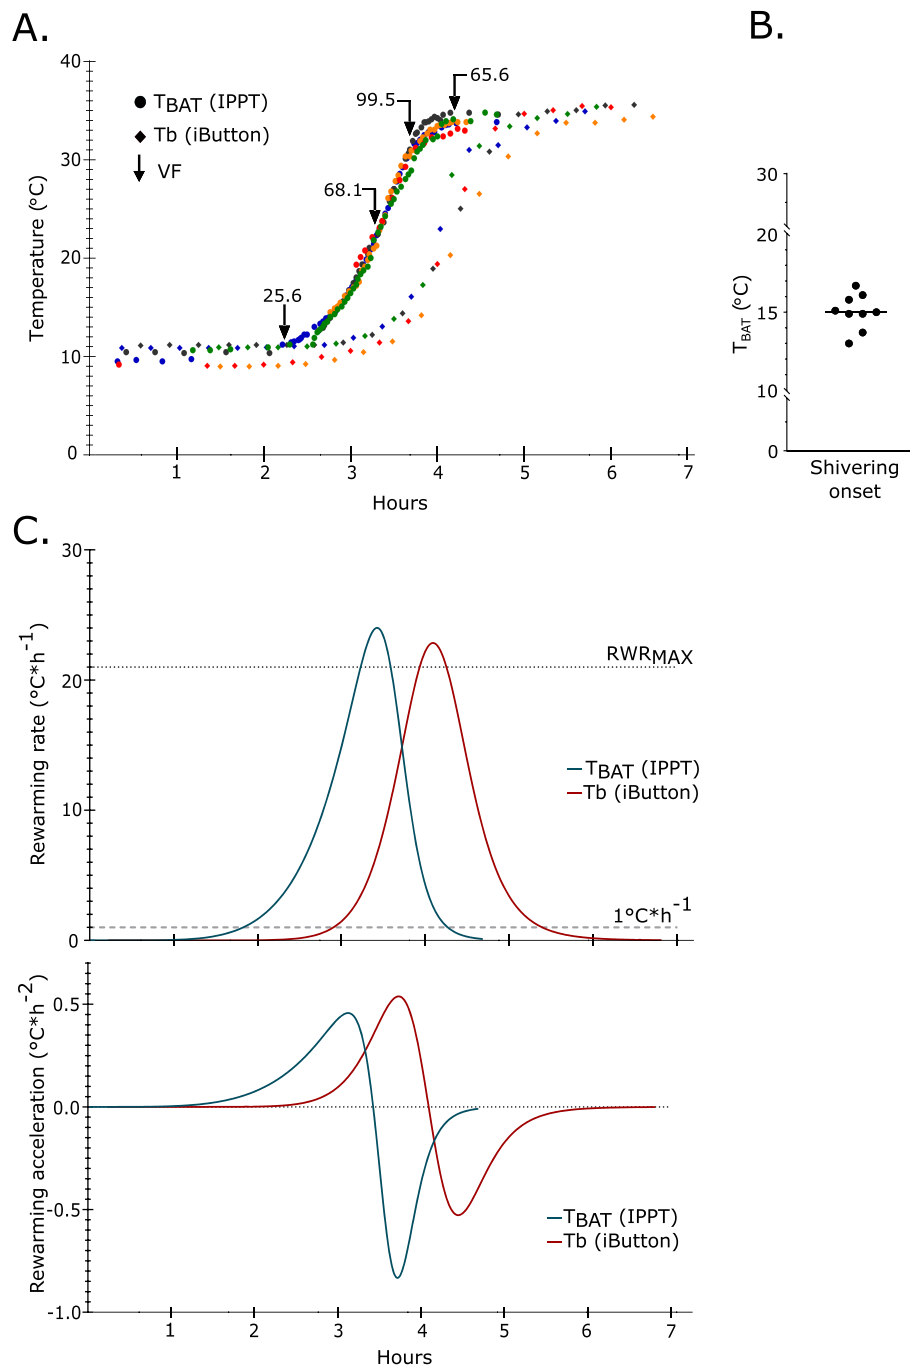 A.
B.
40
30
20
10
0
Temperature (°C)
T_BAT (IPPT)
Tb (iButton)
VF
25.6
68.1
99.5
65.6
1 2 3 4 5 6 7
Hours
30
20
15
10
0
T_BAT (°C)
Shivering
onset
C.
30
20
10
0
Rewarming rate (°C*h^-1)
RWR_MAX
T_BAT (IPPT)
Tb (iButton)
1°C*h^-1
0.5
0.0
-0.5
-1.0
Rewarming acceleration (°C*h^-2)
T_BAT (IPPT)
Tb (iButton)
1 2 3 4 5 6 7
Hours